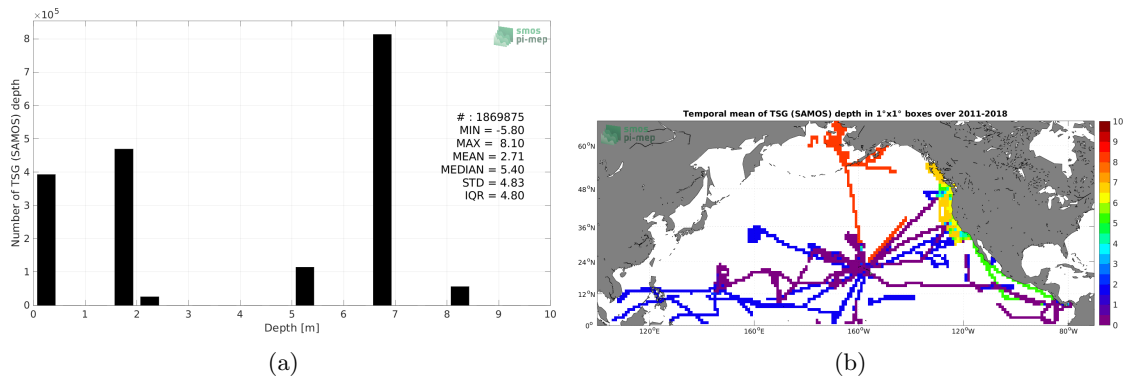 ×10⁵
8
7
6
5
4
3
2
1
0
Number of TSG (SAMOS) depth
smos
pi-mep
# : 1869875
MIN = -5.80
MAX = 8.10
MEAN = 2.71
MEDIAN = 5.40
STD = 4.83
IQR = 4.80
0 1 2 3 4 5 6 7 8 9 10
Depth [m]
(a)
Temporal mean of TSG (SAMOS) depth in 1°x1° boxes over 2011-2018
smos
pi-mep
60°N
48°N
36°N
24°N
12°N
0°
120°E 160°E 160°W 120°W 80°W
10
9
8
7
6
5
4
3
2
1
0
(b)